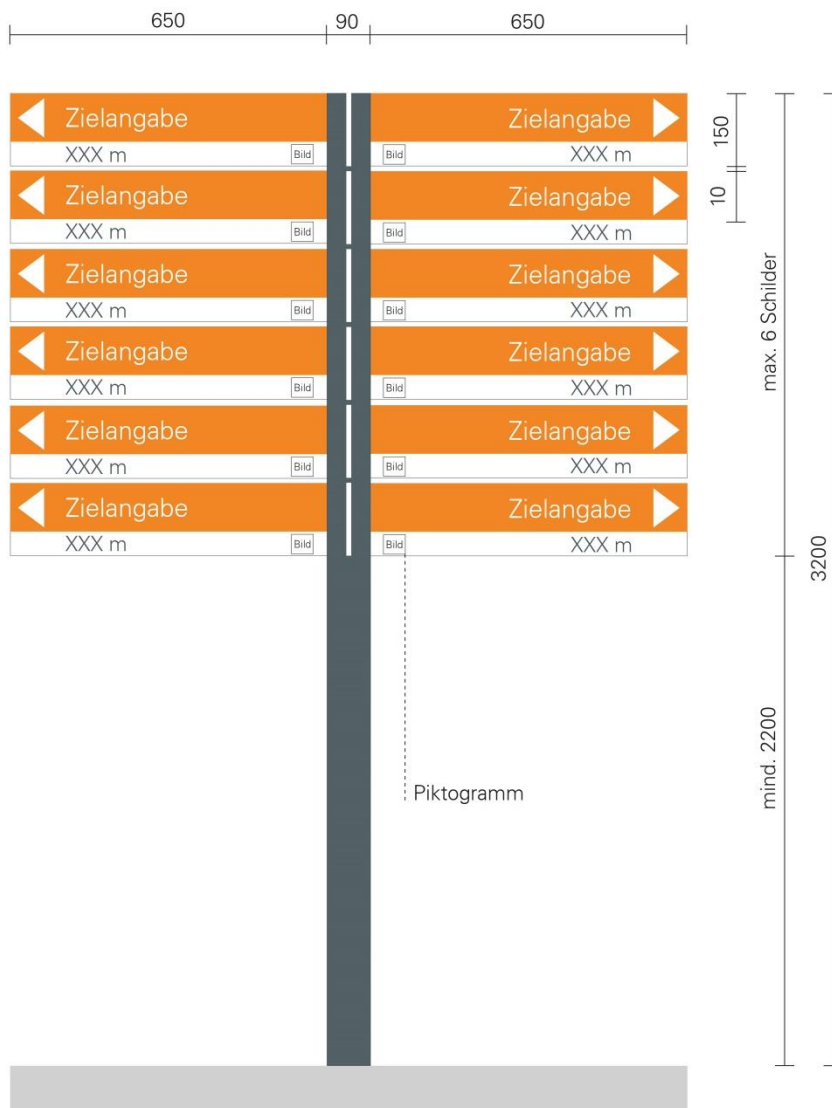 650 90 650
Zielangabe Zielangabe
XXX m Bild Bild XXX m
150
Zielangabe Zielangabe
10
XXX m Bild Bild XXX m
Zielangabe Zielangabe
XXX m Bild Bild XXX m
max. 6 Schilder
Zielangabe Zielangabe
XXX m Bild Bild XXX m
Zielangabe Zielangabe
XXX m Bild Bild XXX m
Zielangabe Zielangabe
XXX m Bild Bild XXX m
3200
mind. 2200
Piktogramm